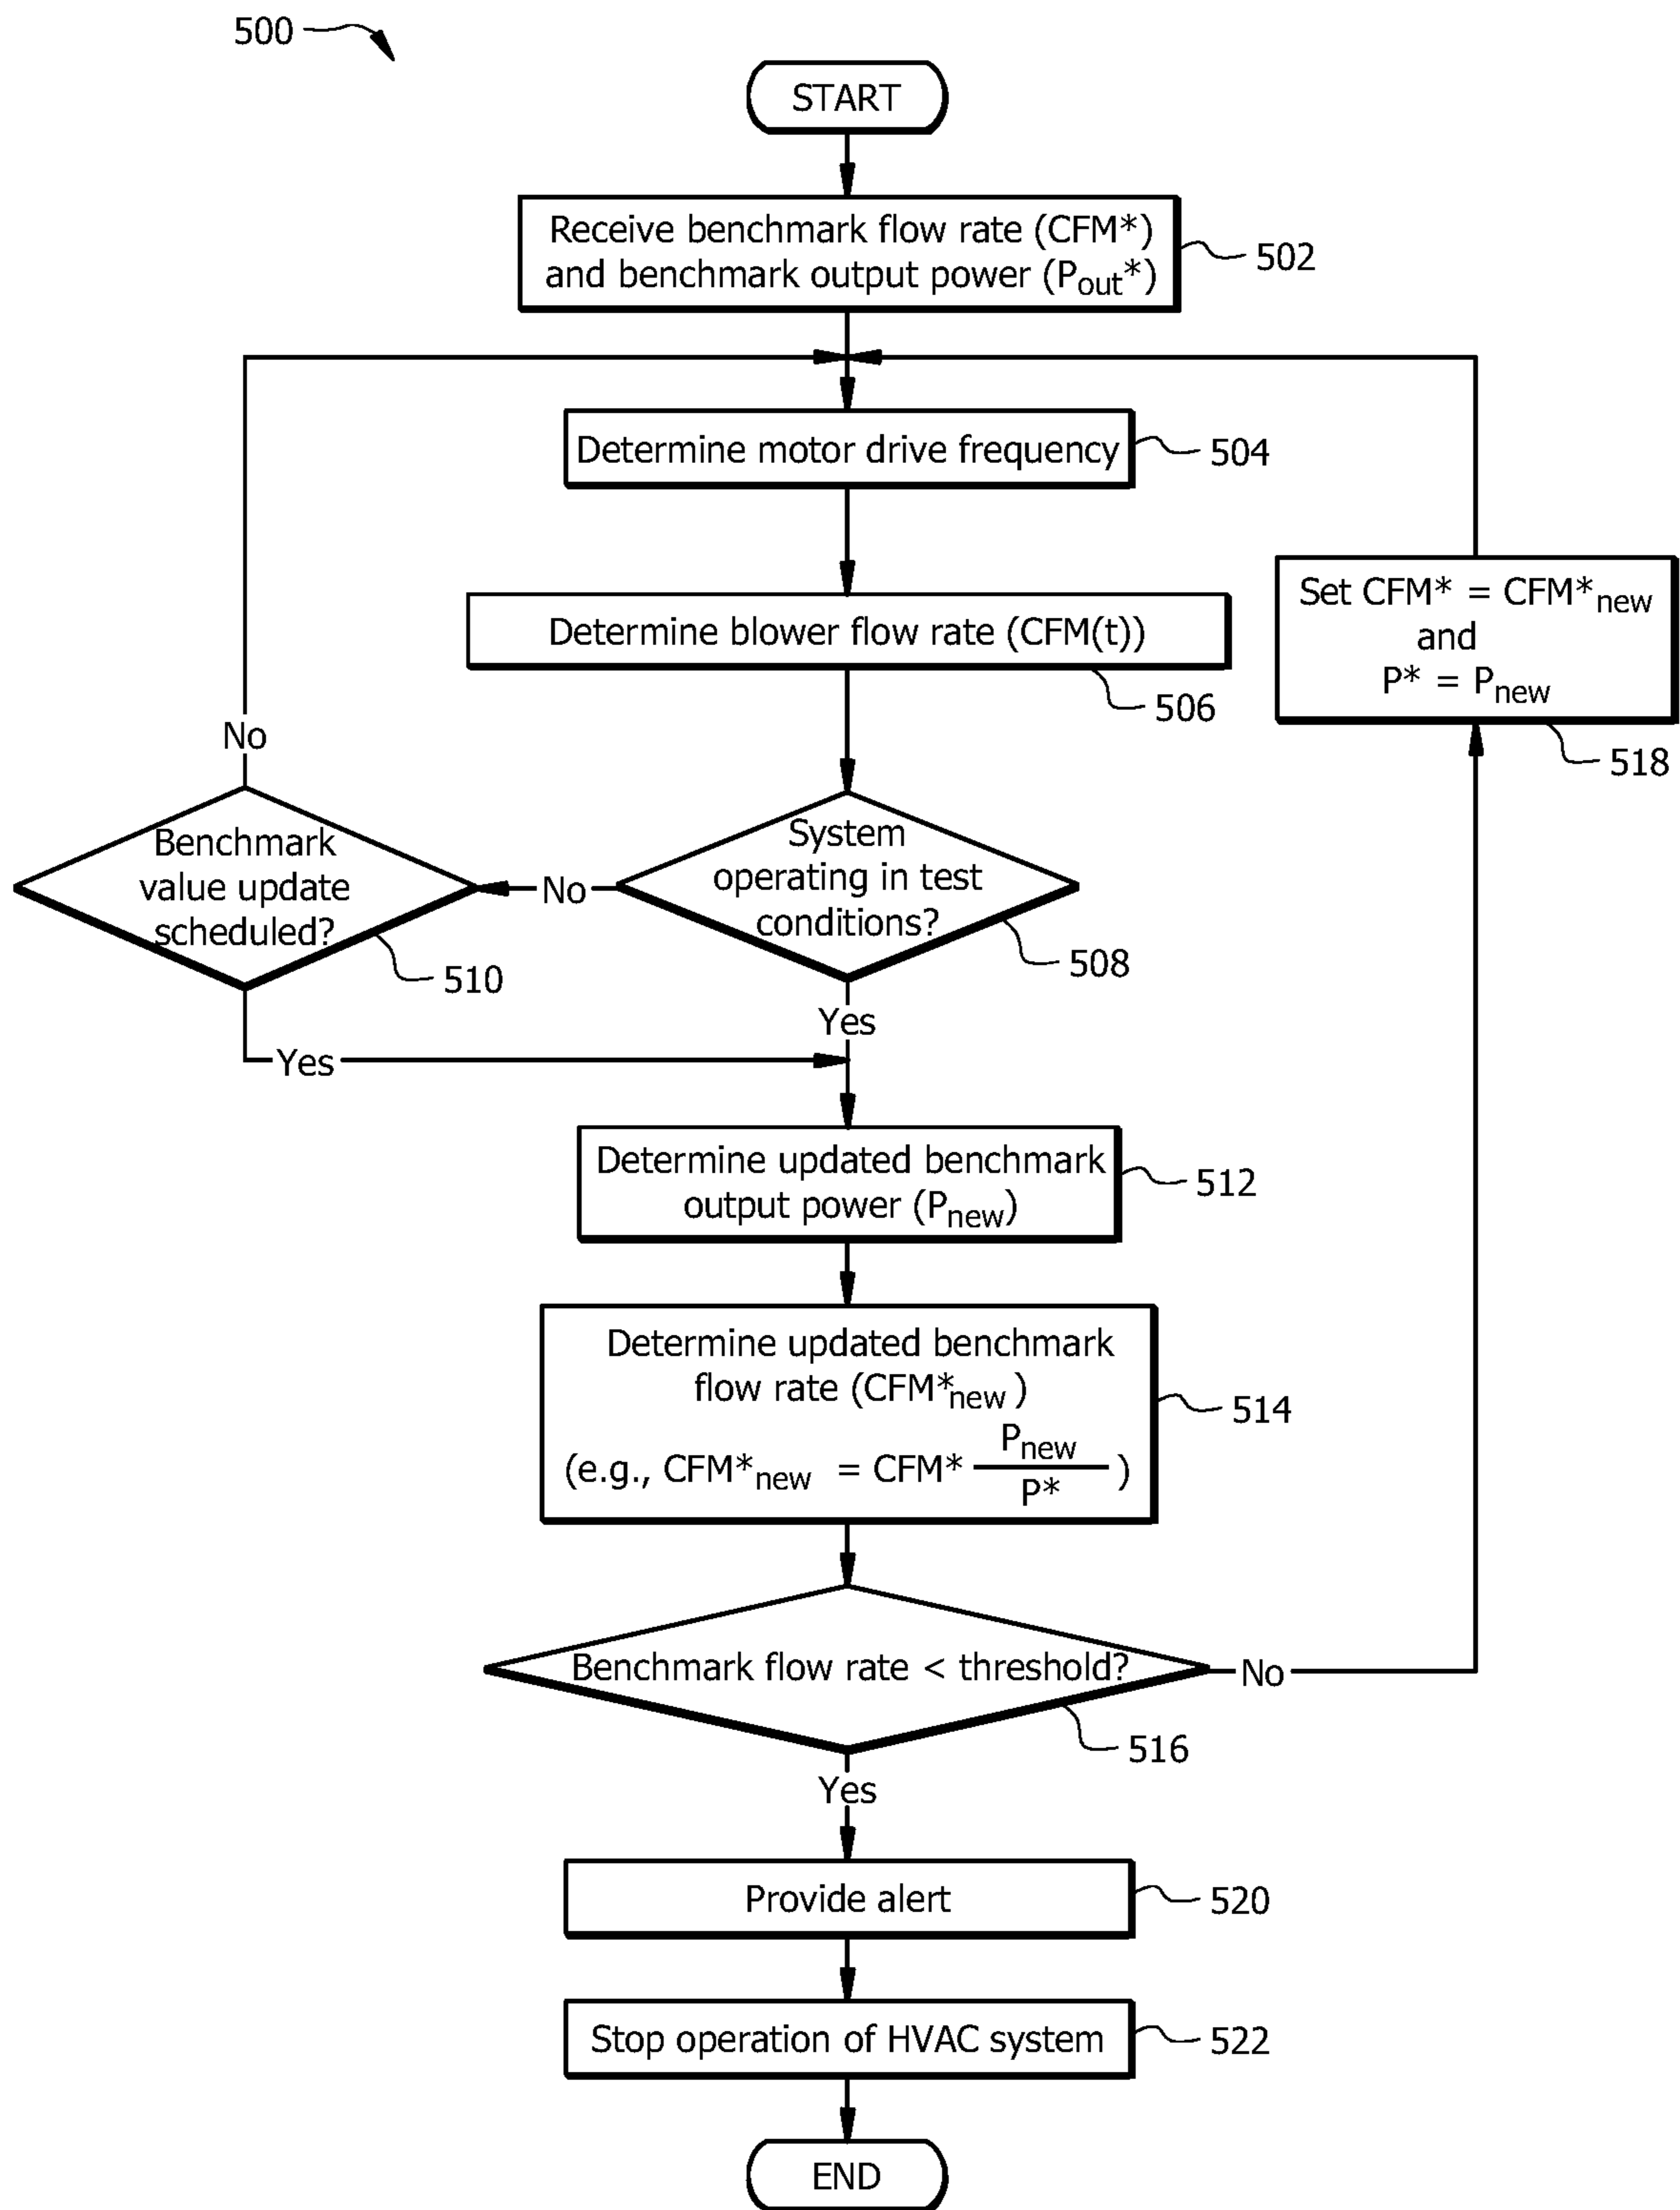 500
START
Receive benchmark flow rate (CFM*)
and benchmark output power (Pout*)
502
Determine motor drive frequency
504
Determine blower flow rate (CFM(t))
506
Set CFM* = CFM*new
and
P* = Pnew
518
No
Benchmark
value update
scheduled?
510
No
System
operating in test
conditions?
508
Yes
Yes
Determine updated benchmark
output power (Pnew)
512
Determine updated benchmark
flow rate (CFM*new)
(e.g., CFM*new = CFM* Pnew / P* )
514
Benchmark flow rate < threshold?
No
516
Yes
Provide alert
520
Stop operation of HVAC system
522
END